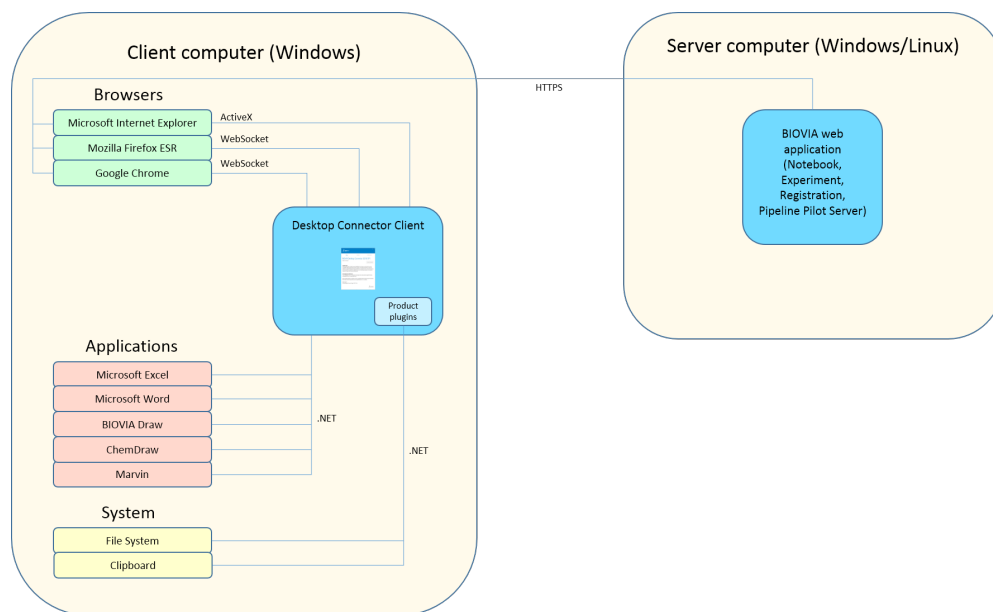 Client computer (Windows)
Server computer (Windows/Linux)
HTTPS
Browsers
Microsoft Internet Explorer
ActiveX
Mozilla Firefox ESR
WebSocket
Google Chrome
WebSocket
BIOVIA web
application
(Notebook,
Experiment,
Registration,
Pipeline Pilot Server)
Desktop Connector Client
Product
plugins
Applications
Microsoft Excel
Microsoft Word
BIOVIA Draw
ChemDraw
Marvin
.NET
.NET
System
File System
Clipboard